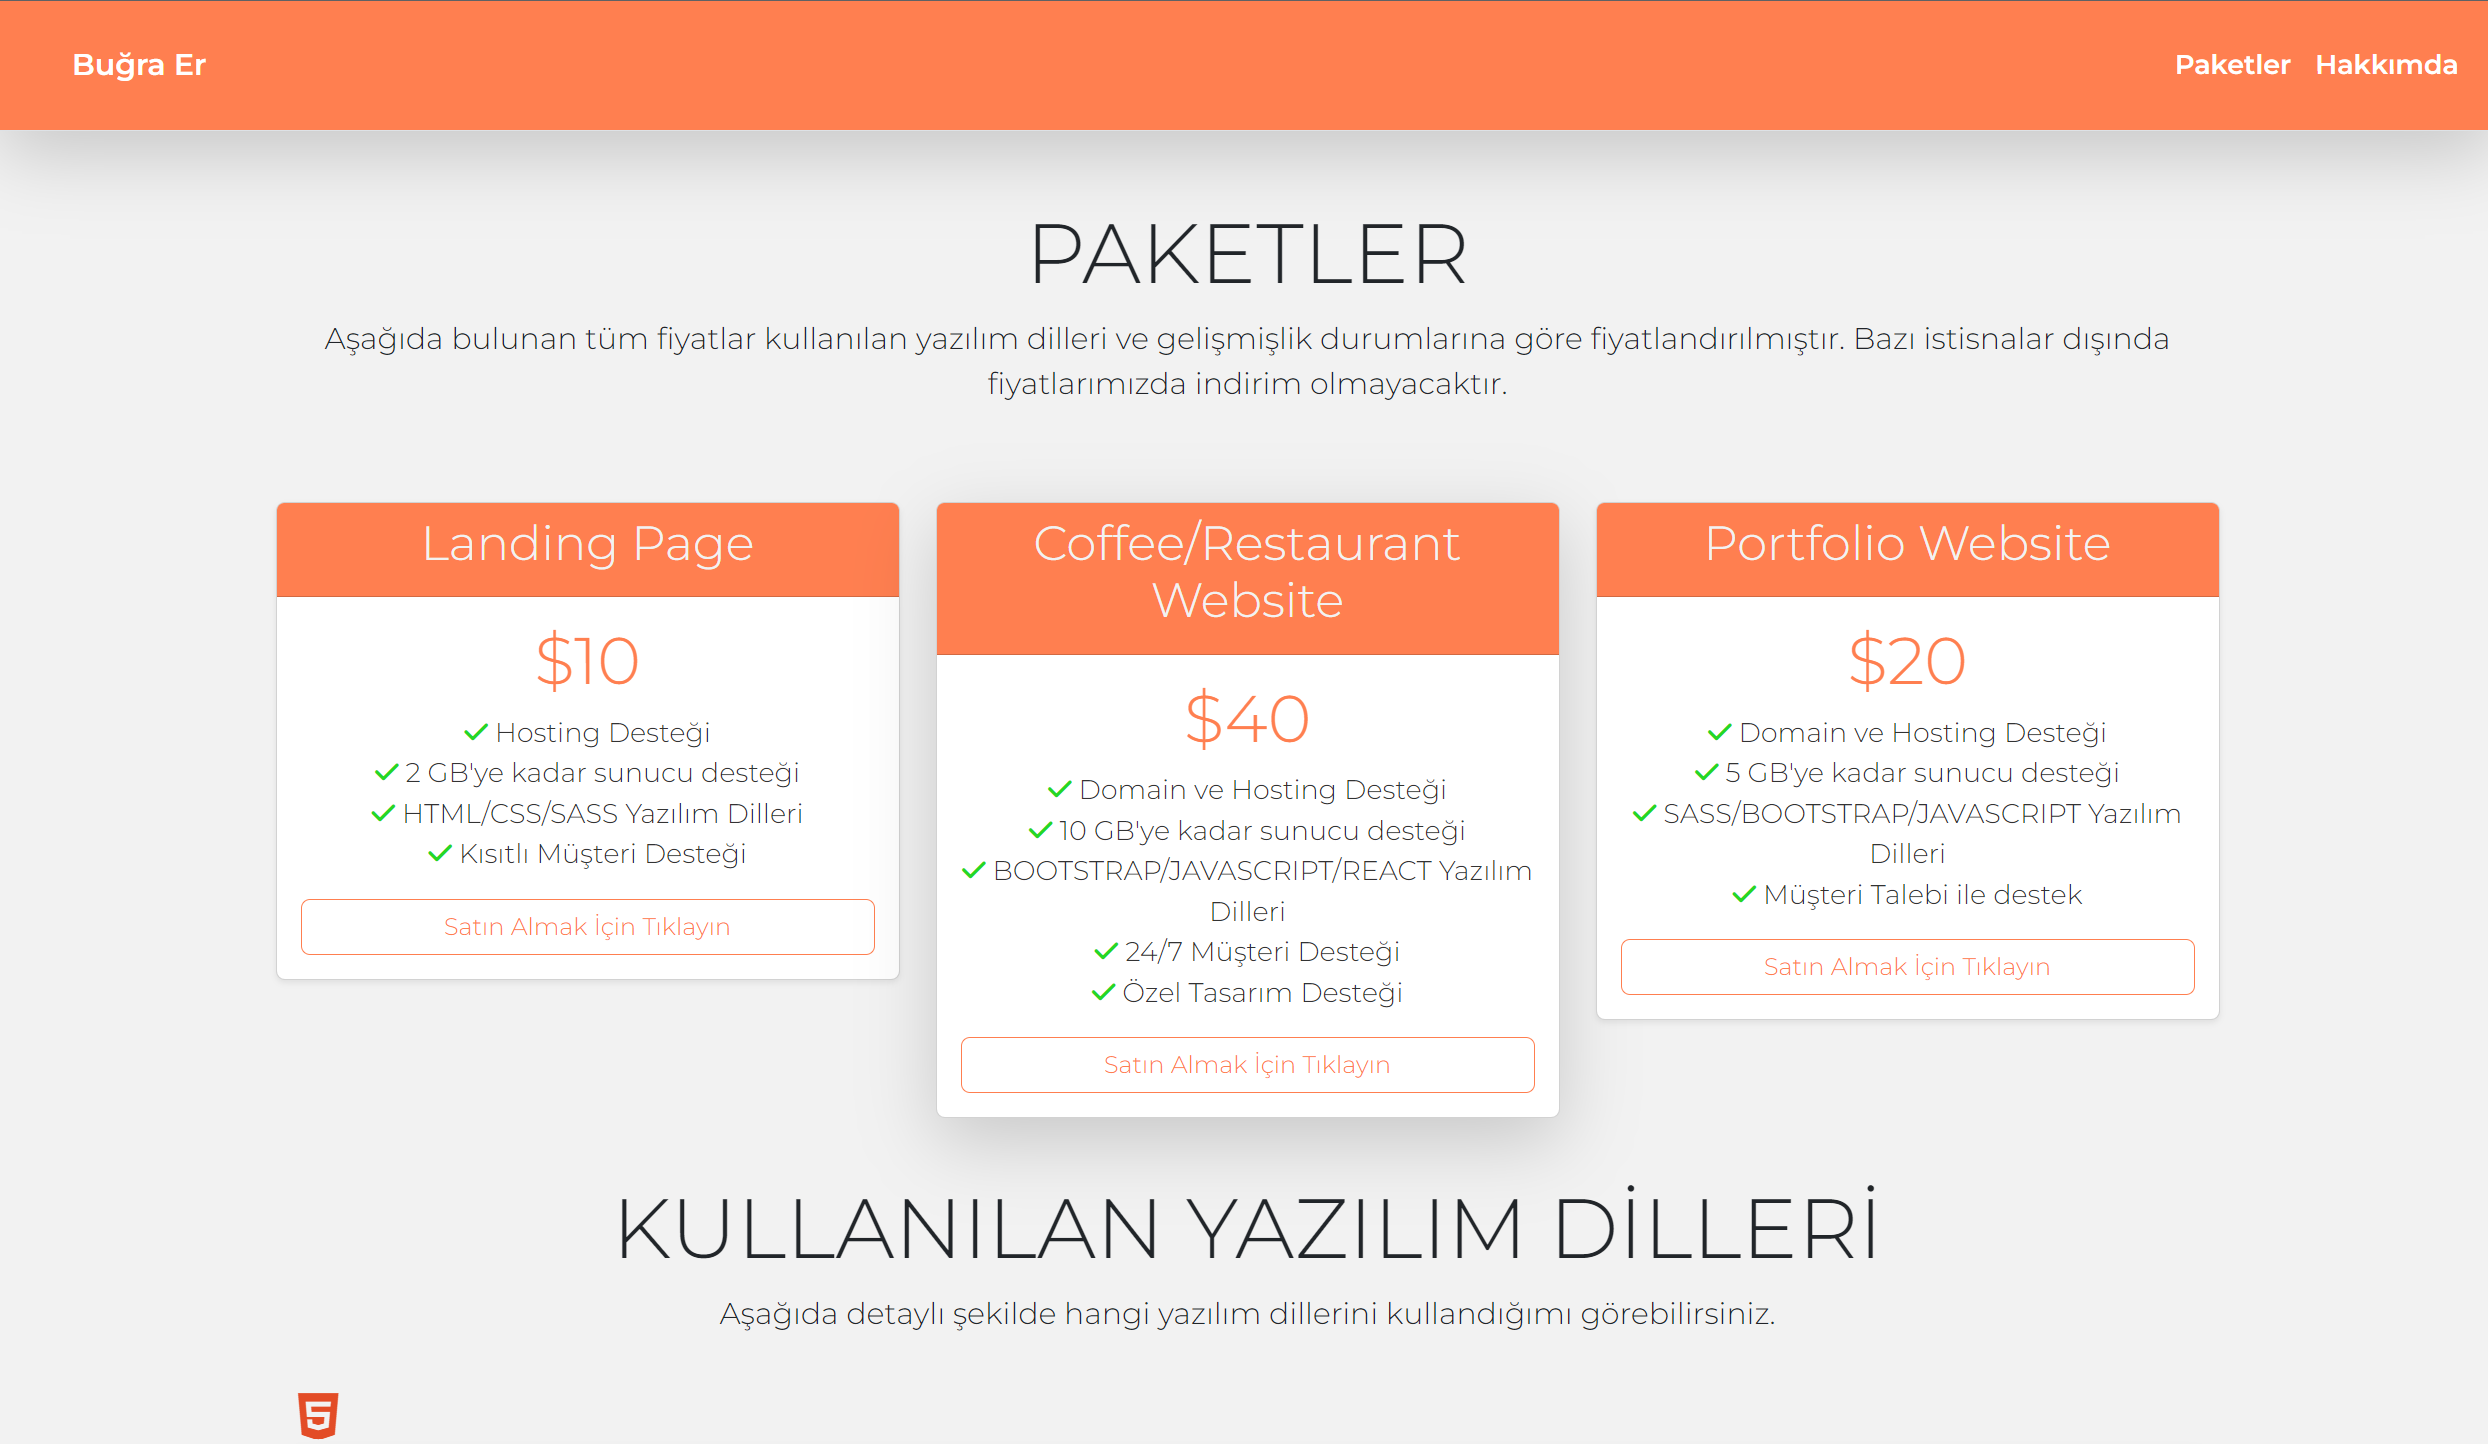 Buğra Er
Paketler
Hakkımda
PAKETLER
Aşağıda bulunan tüm fiyatlar kullanılan yazılım dilleri ve gelişmişlik durumlarına göre fiyatlandırılmıştır. Bazı istisnalar dışında
fiyatlarımızda indirim olmayacaktır.
Landing Page
$10
Hosting Desteği
2 GB'ye kadar sunucu desteği
HTML/CSS/SASS Yazılım Dilleri
Kısıtlı Müşteri Desteği
Satın Almak İçin Tıklayın
Coffee/Restaurant
Website
$40
Domain ve Hosting Desteği
10 GB'ye kadar sunucu desteği
BOOTSTRAP/JAVASCRIPT/REACT Yazılım
Dilleri
24/7 Müşteri Desteği
Özel Tasarım Desteği
Satın Almak İçin Tıklayın
Portfolio Website
$20
Domain ve Hosting Desteği
5 GB'ye kadar sunucu desteği
SASS/BOOTSTRAP/JAVASCRIPT Yazılım
Dilleri
Müşteri Talebi ile destek
Satın Almak İçin Tıklayın
KULLANILAN YAZILIM DİLLERİ
Aşağıda detaylı şekilde hangi yazılım dillerini kullandığımı görebilirsiniz.
5